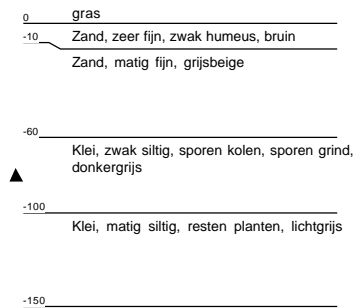 0 gras
-10 Zand, zeer fijn, zwak humeus, bruin
Zand, matig fijn, grijsbeige
-60
Klei, zwak siltig, sporen kolen, sporen grind,
donkergrijs
-100
Klei, matig siltig, resten planten, lichtgrijs
-150